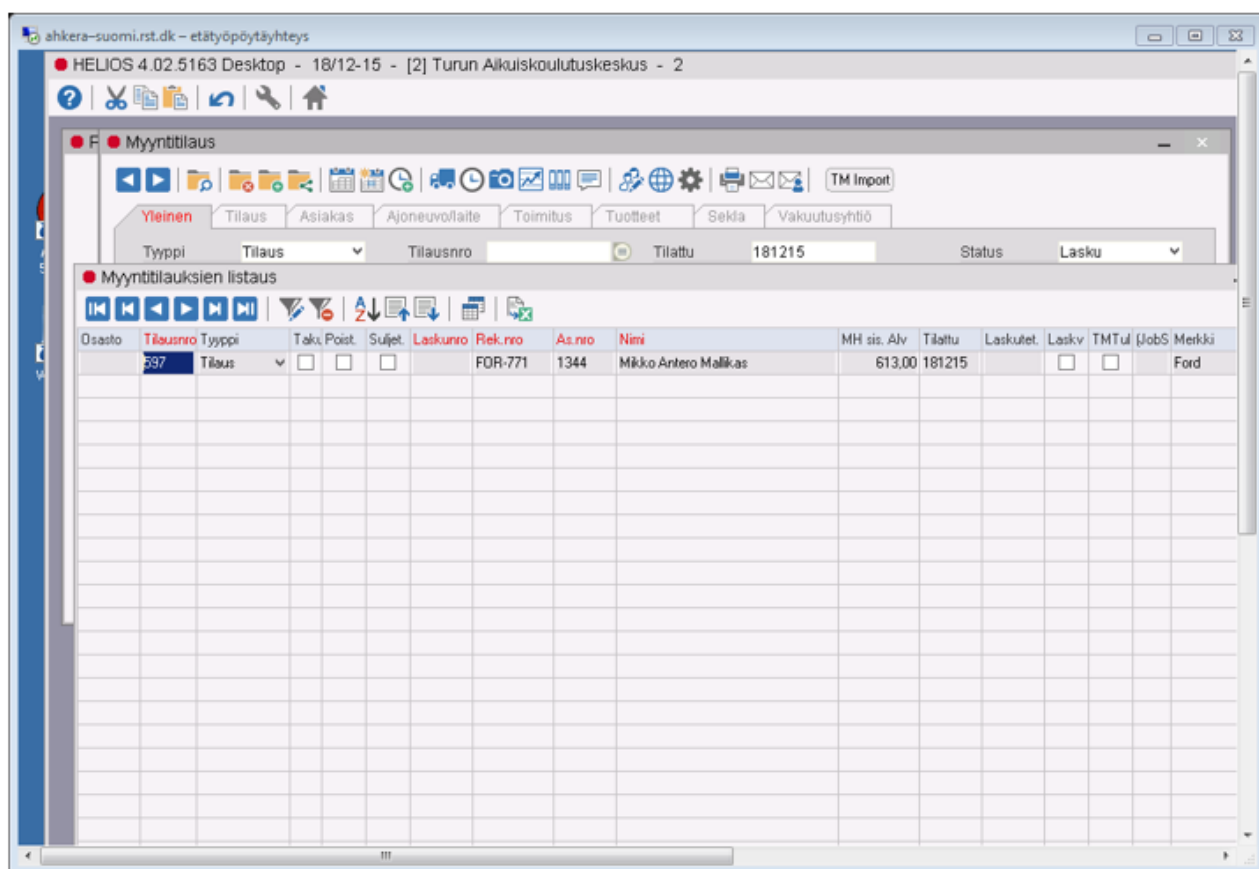 ahkera-suomi.rst.dk – etätyöpöytäyhteys
HELIOS 4.02.5163 Desktop - 18/12-15 - [2] Turun Aikuiskoulutuskeskus - 2
F Myyntitilaus
TM Import
Yleinen Tilaus Asiakas Ajoneuvo/laite Toimitus Tuotteet Sekla Vakuutusyhtiö
Tyyppi Tilaus Tilausnro Tilattu 181215 Status Lasku
Myyntitilauksien listaus
Osasto Tilausnro Tyyppi Taku Poist. Suljet. Laskunro Rek.nro As.nro Nimi MH sis. Alv Tilattu Laskutet. Laskv TMTul (JobS Merkki
597 Tilaus FOR-771 1344 Mikko Antero Mallikas 613,00 181215 Ford